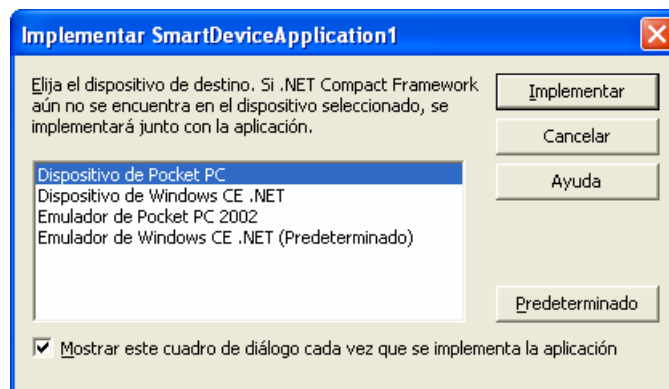 Implementar SmartDeviceApplication1
Elija el dispositivo de destino. Si .NET Compact Framework
aún no se encuentra en el dispositivo seleccionado, se
implementará junto con la aplicación.
Implementar
Cancelar
Ayuda
Dispositivo de Pocket PC
Dispositivo de Windows CE .NET
Emulador de Pocket PC 2002
Emulador de Windows CE .NET (Predeterminado)
Predeterminado
Mostrar este cuadro de diálogo cada vez que se implementa la aplicación